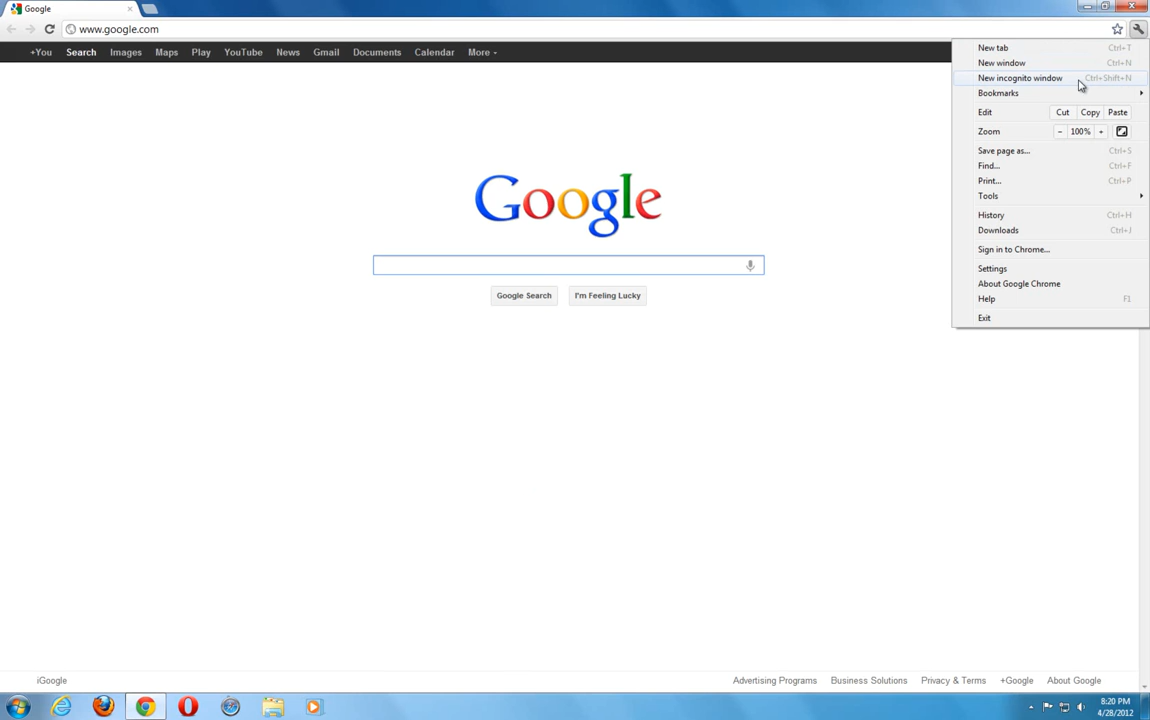 Google
www.google.com
+You Search Images Maps Play YouTube News Gmail Documents Calendar More
New tab Ctrl+T
New window Ctrl+N
New incognito window Ctrl+Shift+N
Bookmarks
Edit Cut Copy Paste
Zoom − 100% +
Save page as... Ctrl+S
Find... Ctrl+F
Print... Ctrl+P
Tools
History Ctrl+H
Downloads Ctrl+J
Sign in to Chrome...
Settings
About Google Chrome
Help F1
Exit
Google
Google Search I'm Feeling Lucky
iGoogle Advertising Programs Business Solutions Privacy & Terms +Google About Google
8:20 PM
4/28/2012